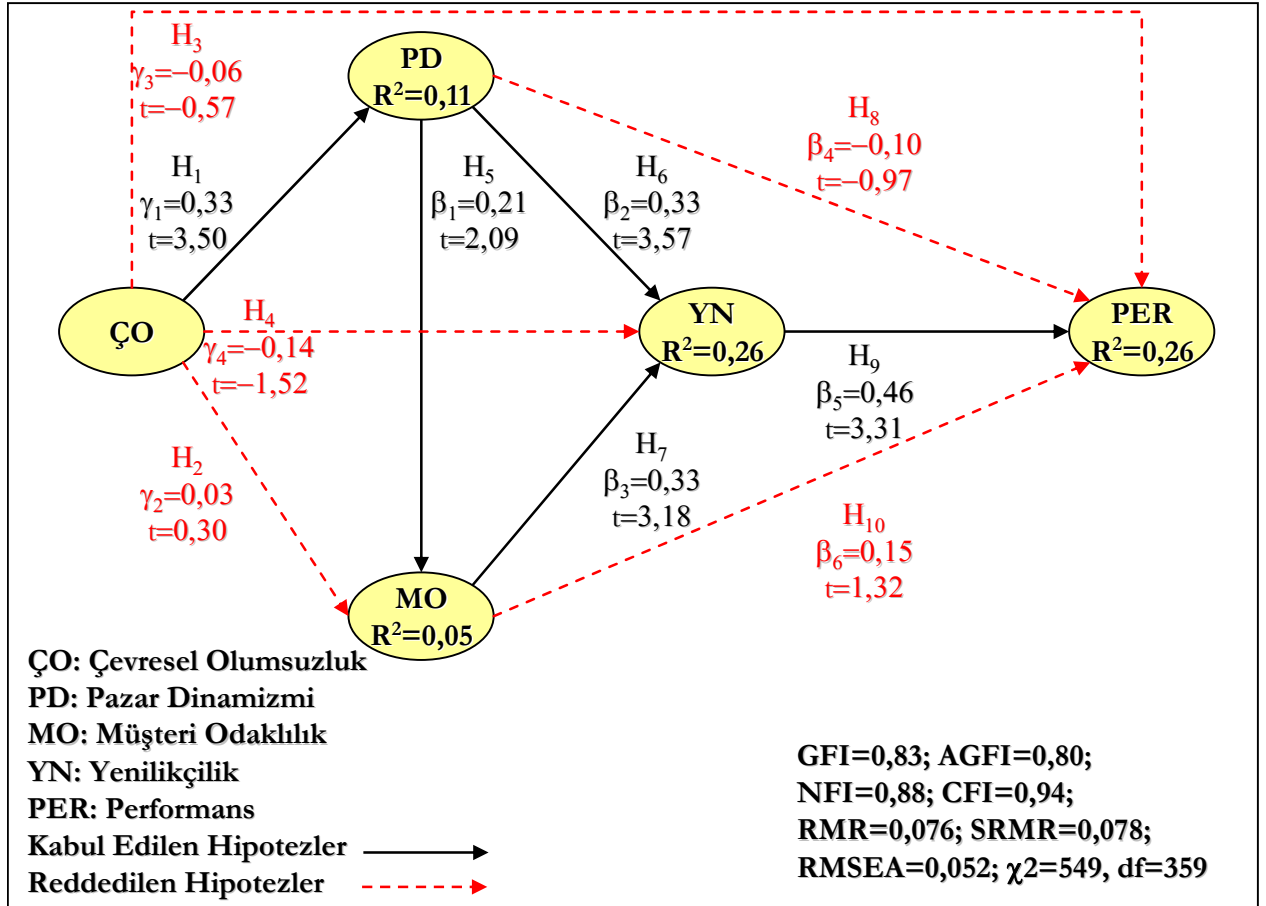 H₃
γ₃=−0,06
t=−0,57
PD
R²=0,11
H₈
β₄=−0,10
t=−0,97
H₁
γ₁=0,33
t=3,50
H₅
β₁=0,21
t=2,09
H₆
β₂=0,33
t=3,57
ÇO
H₄
γ₄=−0,14
t=−1,52
YN
R²=0,26
PER
R²=0,26
H₉
β₅=0,46
t=3,31
H₂
γ₂=0,03
t=0,30
H₇
β₃=0,33
t=3,18
H₁₀
β₆=0,15
t=1,32
MO
R²=0,05
ÇO: Çevresel Olumsuzluk
PD: Pazar Dinamizmi
MO: Müşteri Odaklılık
YN: Yenilikçilik
PER: Performans
Kabul Edilen Hipotezler
Reddedilen Hipotezler
GFI=0,83; AGFI=0,80;
NFI=0,88; CFI=0,94;
RMR=0,076; SRMR=0,078;
RMSEA=0,052; χ2=549, df=359